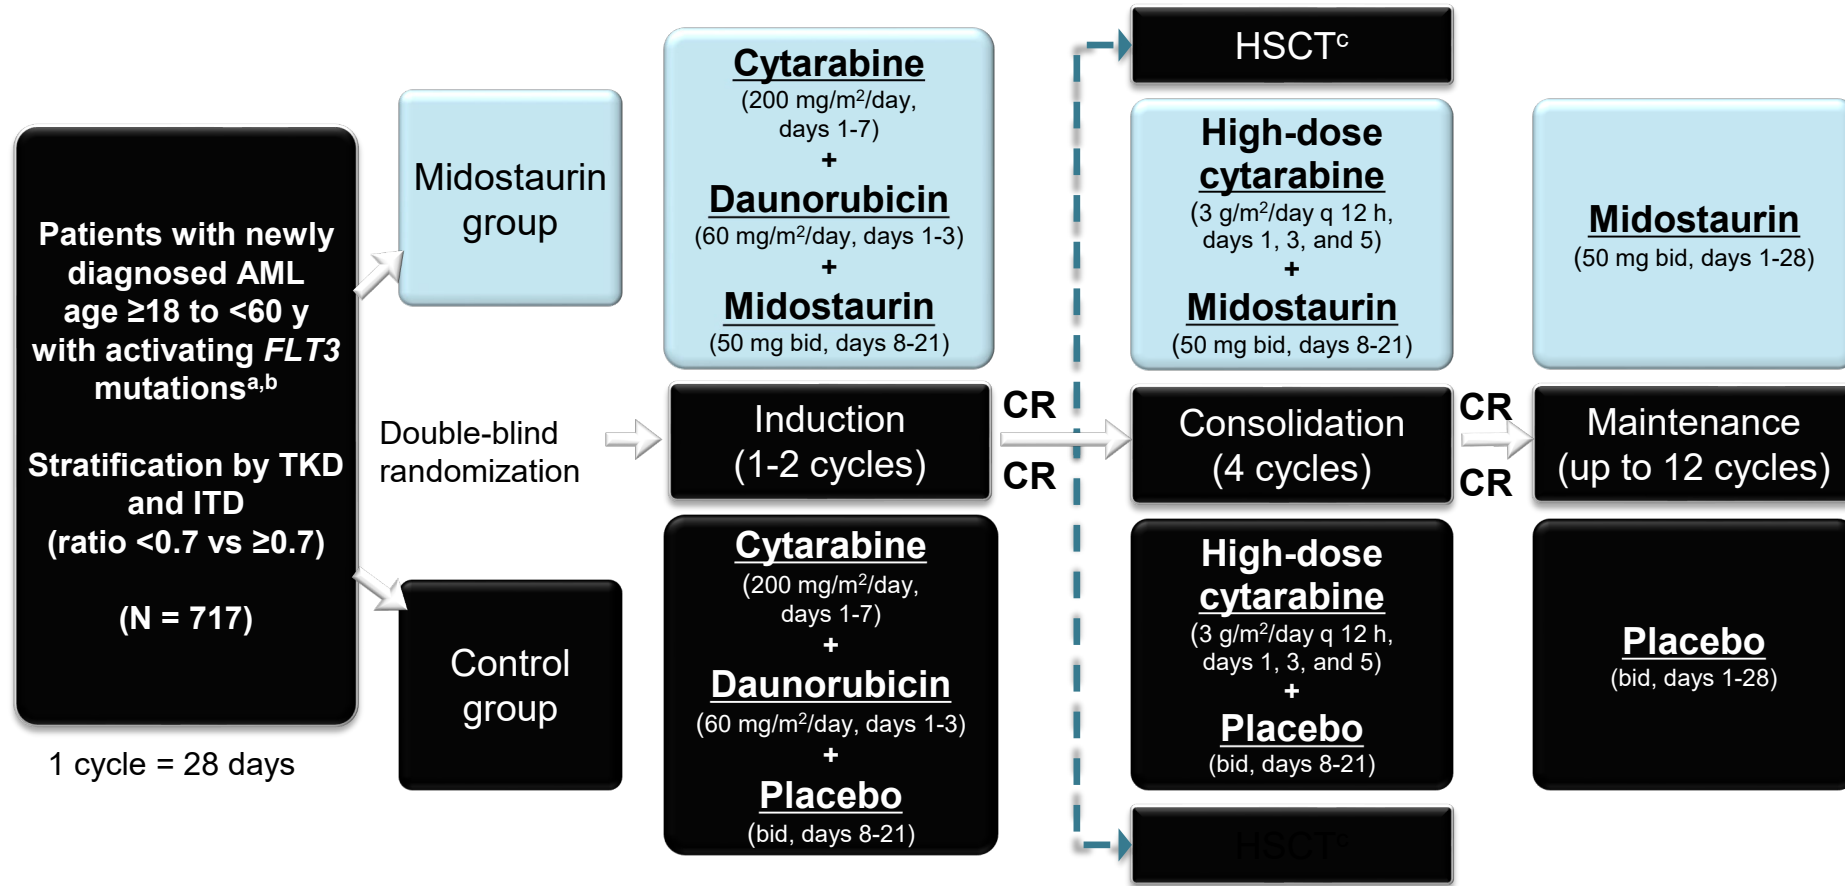 Patients with newly
diagnosed AML
age ≥18 to <60 y
with activating FLT3
mutationsa,b
Stratification by TKD
and ITD
(ratio <0.7 vs ≥0.7)
(N = 717)
1 cycle = 28 days
Midostaurin
group
Double-blind
randomization
Control
group
Cytarabine
(200 mg/m²/day,
days 1-7)
+
Daunorubicin
(60 mg/m²/day, days 1-3)
+
Midostaurin
(50 mg bid, days 8-21)
Induction
(1-2 cycles)
Cytarabine
(200 mg/m²/day,
days 1-7)
+
Daunorubicin
(60 mg/m²/day, days 1-3)
+
Placebo
(bid, days 8-21)
CR
CR
HSCTc
High-dose
cytarabine
(3 g/m²/day q 12 h,
days 1, 3, and 5)
+
Midostaurin
(50 mg bid, days 8-21)
Consolidation
(4 cycles)
High-dose
cytarabine
(3 g/m²/day q 12 h,
days 1, 3, and 5)
+
Placebo
(bid, days 8-21)
HSCTc
CR
CR
Midostaurin
(50 mg bid, days 1-28)
Maintenance
(up to 12 cycles)
Placebo
(bid, days 1-28)